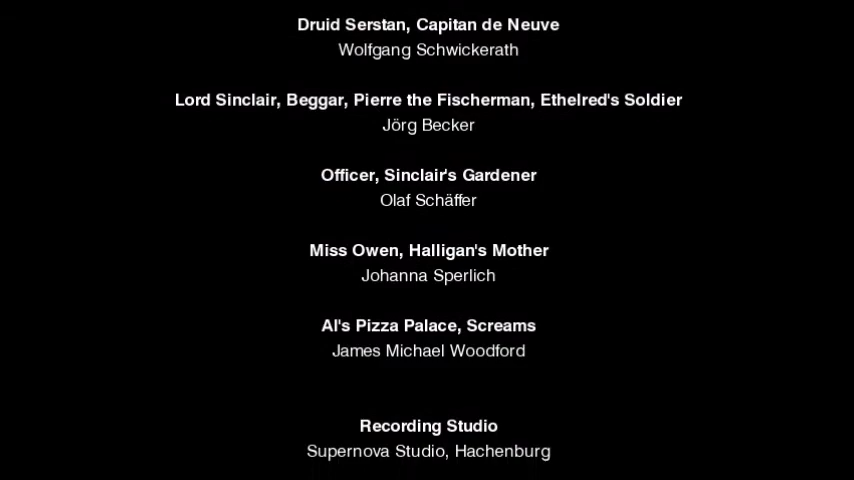 Druid Serstan, Capitan de Neuve
Wolfgang Schwickerath
Lord Sinclair, Beggar, Pierre the Fischerman, Ethelred's Soldier
Jörg Becker
Officer, Sinclair's Gardener
Olaf Schäffer
Miss Owen, Halligan's Mother
Johanna Sperlich
Al's Pizza Palace, Screams
James Michael Woodford
Recording Studio
Supernova Studio, Hachenburg